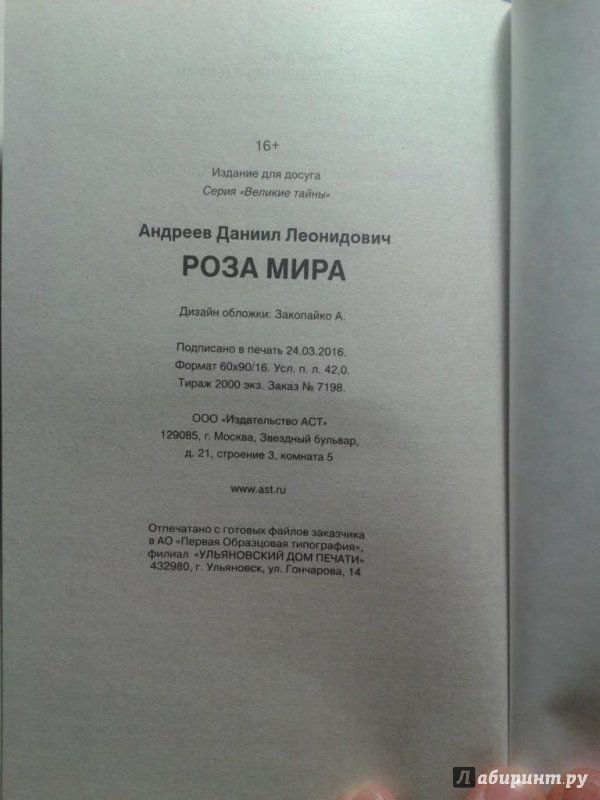 16+
Издание для досуга
Серия «Великие тайны»
Андреев Даниил Леонидович
РОЗА МИРА
Дизайн обложки: Закопайко А.
Подписано в печать 24.03.2016.
Формат 60х90/16. Усл. п. л. 42,0.
Тираж 2000 экз. Заказ № 7198.
ООО «Издательство АСТ»
129085, г. Москва, Звездный бульвар,
д. 21, строение 3, комната 5
www.ast.ru
Отпечатано с готовых файлов заказчика
в АО «Первая Образцовая типография»,
филиал «УЛЬЯНОВСКИЙ ДОМ ПЕЧАТИ»
432980, г. Ульяновск, ул. Гончарова, 14
Лабиринт.ру